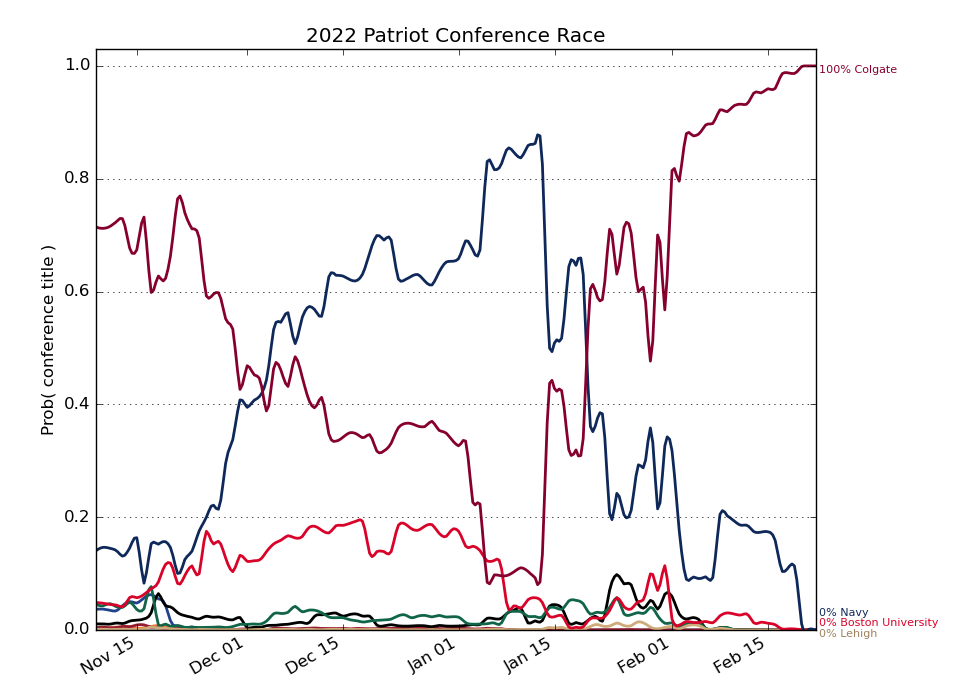 2022 Patriot Conference Race
1.0
0.8
0.6
0.4
0.2
0.0
Prob( conference title )
Nov 15
Dec 01
Dec 15
Jan 01
Jan 15
Feb 01
Feb 15
100% Colgate
0% Navy
0% Boston University
0% Lehigh